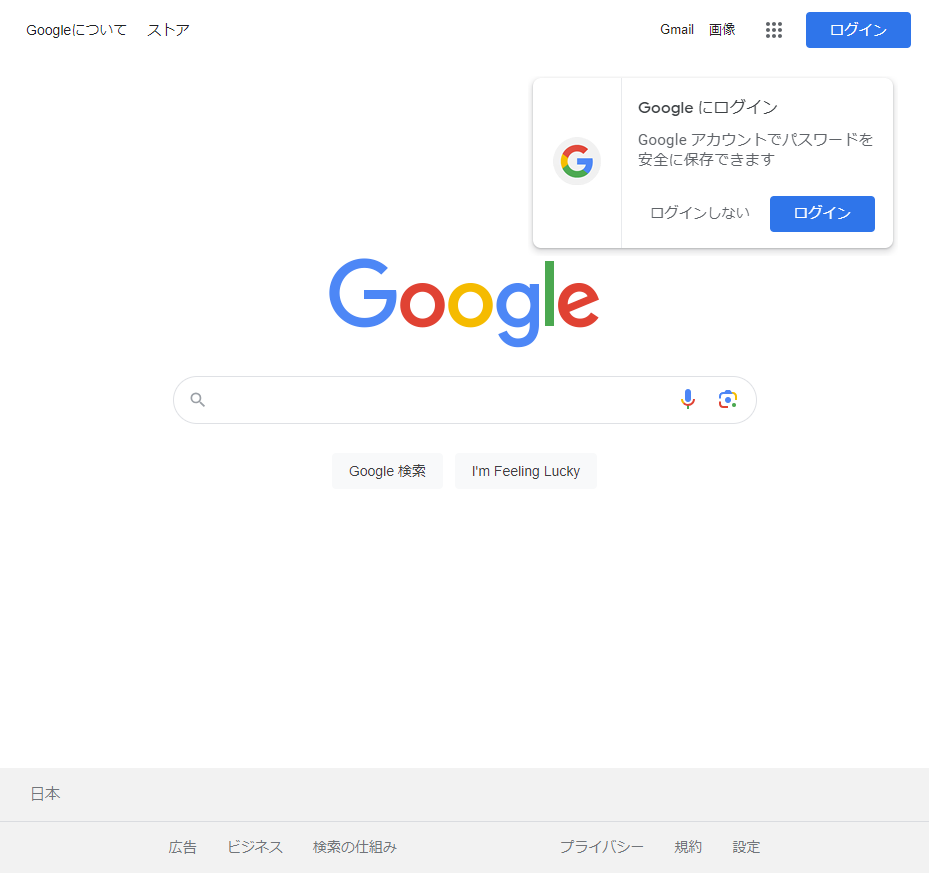 Googleについて ストア Gmail 画像 ログイン
Google にログイン
Google アカウントでパスワードを
安全に保存できます
ログインしない ログイン
Google
Google 検索 I'm Feeling Lucky
日本
広告 ビジネス 検索の仕組み プライバシー 規約 設定